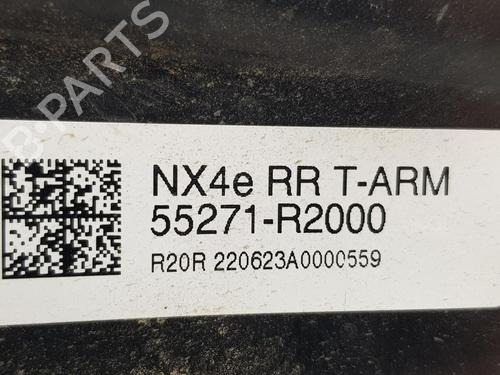 B-PARTS
NX4e RR T-ARM
55271-R2000
R20R 220623A0000559